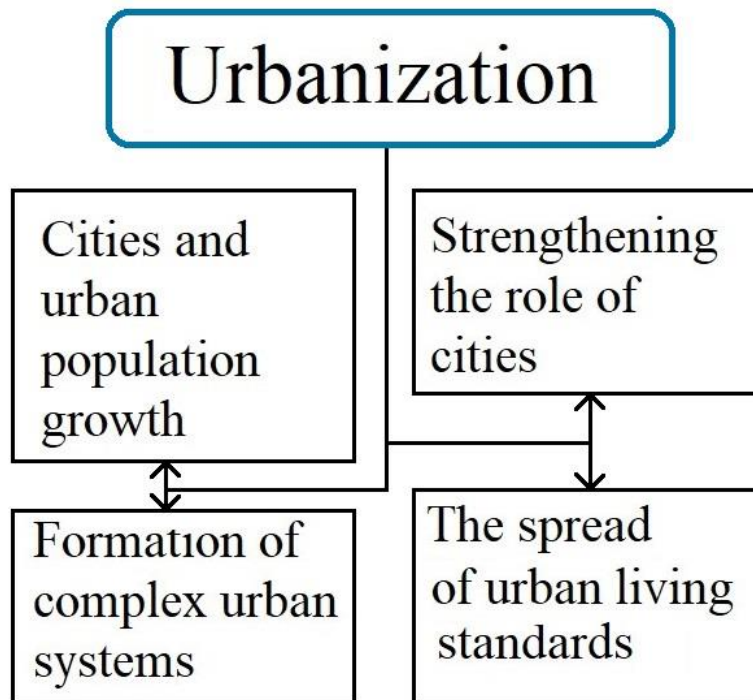 Urbanization
Cities and
urban
population
growth
Strengthening
the role of
cities
Formation of
complex urban
systems
The spread
of urban living
standards